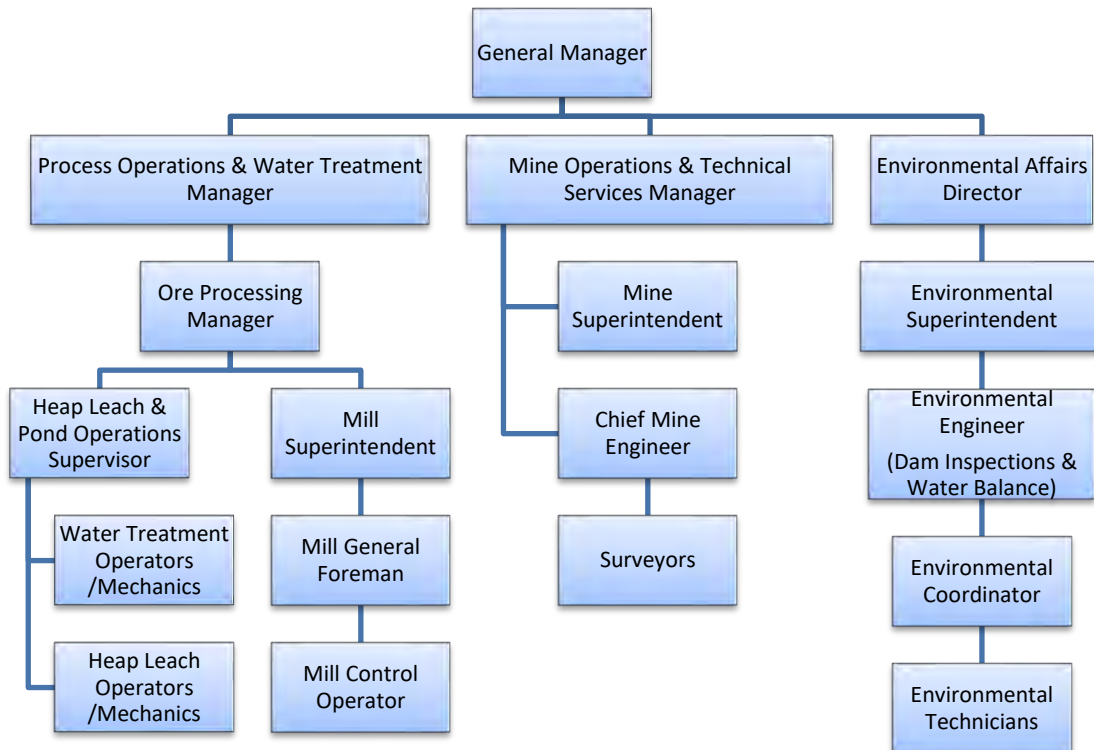 General Manager
Process Operations & Water Treatment
Manager
Mine Operations & Technical
Services Manager
Environmental Affairs
Director
Ore Processing
Manager
Mine
Superintendent
Environmental
Superintendent
Heap Leach &
Pond Operations
Supervisor
Mill
Superintendent
Chief Mine
Engineer
Environmental
Engineer
(Dam Inspections &
Water Balance)
Water Treatment
Operators
/Mechanics
Mill General
Foreman
Surveyors
Environmental
Coordinator
Heap Leach
Operators
/Mechanics
Mill Control
Operator
Environmental
Technicians